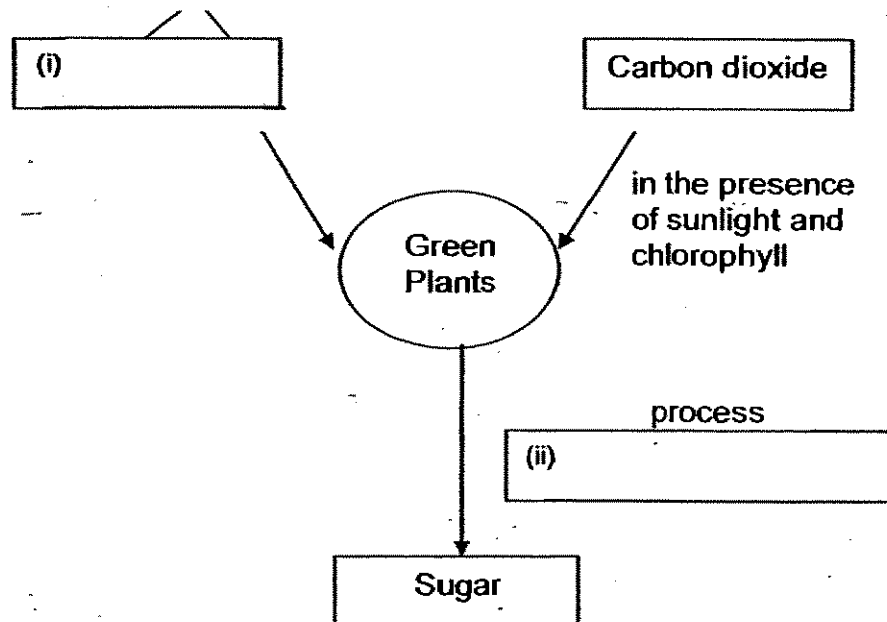 (i)
Carbon dioxide
in the presence
of sunlight and
chlorophyll
Green
Plants
process
(ii)
Sugar